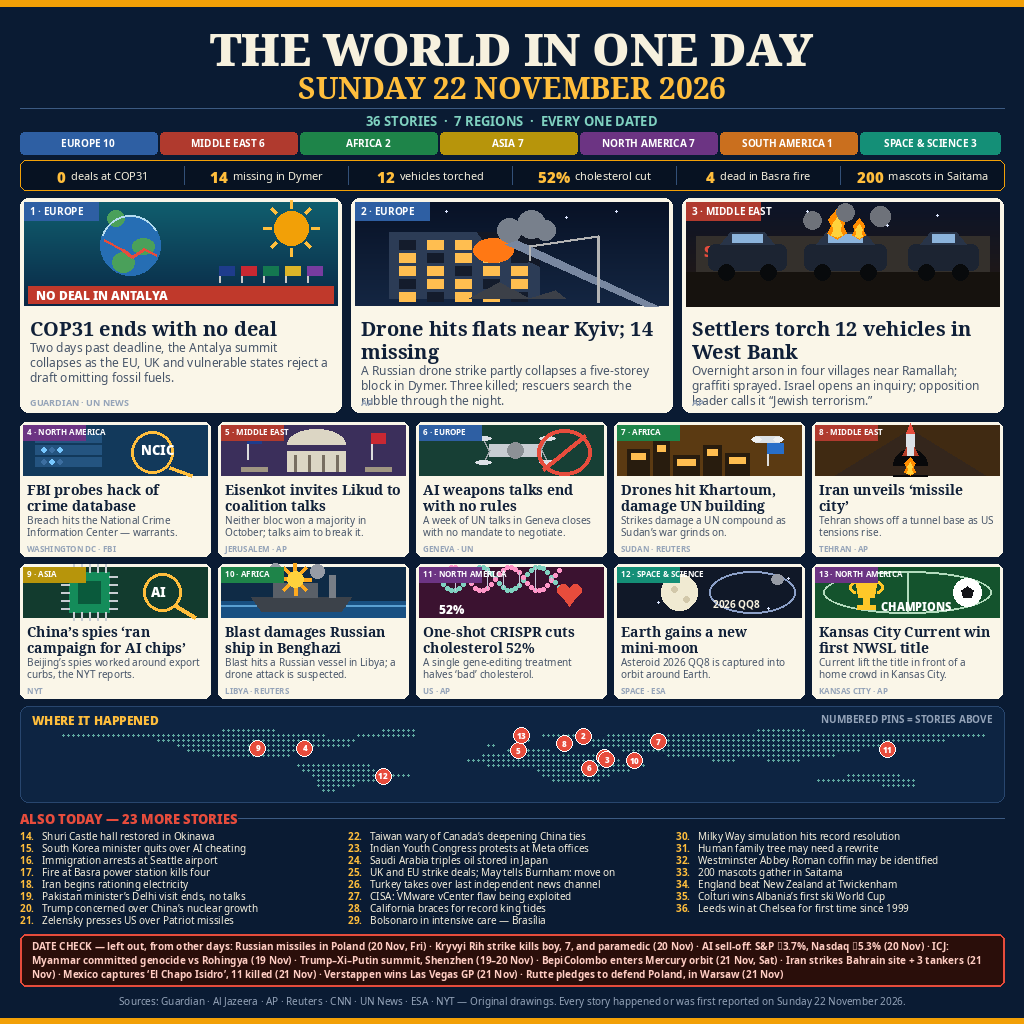 THE WORLD IN ONE DAY
SUNDAY 22 NOVEMBER 2026
36 STORIES · 7 REGIONS · EVERY ONE DATED
EUROPE 10
MIDDLE EAST 6
AFRICA 2
ASIA 7
NORTH AMERICA 7
SOUTH AMERICA 1
SPACE & SCIENCE 3
0 deals at COP31
14 missing in Dymer
12 vehicles torched
52% cholesterol cut
4 dead in Basra fire
200 mascots in Saitama
1 · EUROPE
NO DEAL IN ANTALYA
COP31 ends with no deal
Two days past deadline, the Antalya summit
collapses as the EU, UK and vulnerable states reject a
draft omitting fossil fuels.
GUARDIAN · UN NEWS
2 · EUROPE
Drone hits flats near Kyiv; 14
missing
A Russian drone strike partly collapses a five-storey
block in Dymer. Three killed; rescuers search the
rubble through the night.
3 · MIDDLE EAST
Settlers torch 12 vehicles in
West Bank
Overnight arson in four villages near Ramallah;
graffiti sprayed. Israel opens an inquiry; opposition
leader calls it “Jewish terrorism.”
4 · NORTH AMERICA
NCIC
FBI probes hack of
crime database
Breach hits the National Crime
Information Center — warrants.
WASHINGTON DC · FBI
5 · MIDDLE EAST
Eisenkot invites Likud to
coalition talks
Neither bloc won a majority in
October; talks aim to break it.
JERUSALEM · AP
6 · EUROPE
AI weapons talks end
with no rules
A week of UN talks in Geneva closes
with no mandate to negotiate.
GENEVA · UN
7 · AFRICA
Drones hit Khartoum,
damage UN building
Strikes damage a UN compound as
Sudan’s war grinds on.
SUDAN · REUTERS
8 · MIDDLE EAST
Iran unveils ‘missile
city’
Tehran shows off a tunnel base as US
tensions rise.
TEHRAN · AP
9 · ASIA
AI
China’s spies ‘ran
campaign for AI chips’
Beijing’s spies worked around export
curbs, the NYT reports.
NYT
10 · AFRICA
Blast damages Russian
ship in Benghazi
Blast hits a Russian vessel in Libya; a
drone attack is suspected.
LIBYA · REUTERS
11 · NORTH AMERICA
52%
One-shot CRISPR cuts
cholesterol 52%
A single gene-editing treatment
halves ‘bad’ cholesterol.
US · AP
12 · SPACE & SCIENCE
2026 QQ8
Earth gains a new
mini-moon
Asteroid 2026 QQ8 is captured into
orbit around Earth.
SPACE · ESA
13 · NORTH AMERICA
CHAMPIONS
Kansas City Current win
first NWSL title
Current lift the title in front of a
home crowd in Kansas City.
KANSAS CITY · AP
WHERE IT HAPPENED
NUMBERED PINS = STORIES ABOVE
9
4
12
13
5
8
2
3
6
10
7
11
ALSO TODAY — 23 MORE STORIES
14. Shuri Castle hall restored in Okinawa
15. South Korea minister quits over AI cheating
16. Immigration arrests at Seattle airport
17. Fire at Basra power station kills four
18. Iran begins rationing electricity
19. Pakistan minister’s Delhi visit ends, no talks
20. Trump concerned over China’s nuclear growth
21. Zelensky presses US over Patriot missiles
22. Taiwan wary of Canada’s deepening China ties
23. Indian Youth Congress protests at Meta offices
24. Saudi Arabia triples oil stored in Japan
25. UK and EU strike deals; May tells Burnham: move on
26. Turkey takes over last independent news channel
27. CISA: VMware vCenter flaw being exploited
28. California braces for record king tides
29. Bolsonaro in intensive care — Brasília
30. Milky Way simulation hits record resolution
31. Human family tree may need a rewrite
32. Westminster Abbey Roman coffin may be identified
33. 200 mascots gather in Saitama
34. England beat New Zealand at Twickenham
35. Colturi wins Albania’s first ski World Cup
36. Leeds win at Chelsea for first time since 1999
DATE CHECK — left out, from other days: Russian missiles in Poland (20 Nov, Fri) · Kryvyi Rih strike kills boy, 7, and paramedic (20 Nov) · AI sell-off: S&P 3.7%, Nasdaq 5.3% (20 Nov) · ICJ:
Myanmar committed genocide vs Rohingya (19 Nov) · Trump–Xi–Putin summit, Shenzhen (19–20 Nov) · BepiColombo enters Mercury orbit (21 Nov, Sat) · Iran strikes Bahrain site + 3 tankers (21
Nov) · Mexico captures ‘El Chapo Isidro’, 11 killed (21 Nov) · Verstappen wins Las Vegas GP (21 Nov) · Rutte pledges to defend Poland, in Warsaw (21 Nov)
Sources: Guardian · Al Jazeera · AP · Reuters · CNN · UN News · ESA · NYT — Original drawings. Every story happened or was first reported on Sunday 22 November 2026.